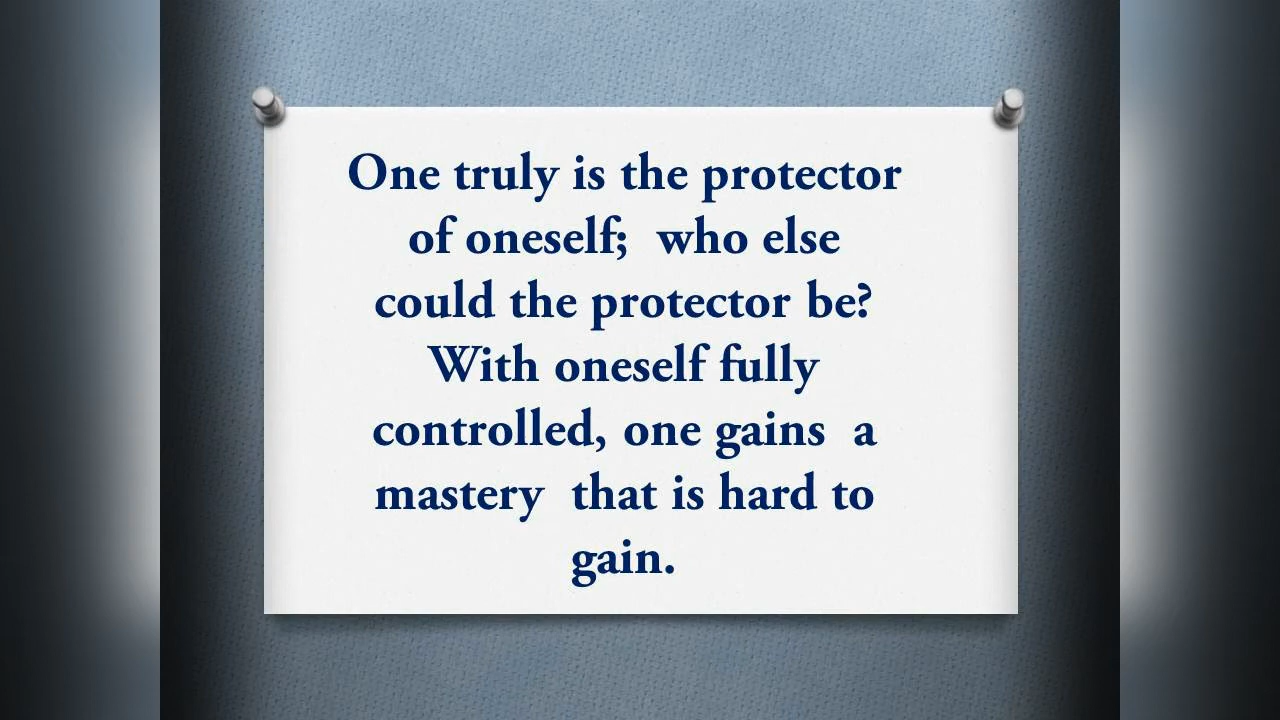 One truly is the protector
of oneself;  who else
could the protector be?
With oneself fully
controlled, one gains  a
mastery  that is hard to
gain.